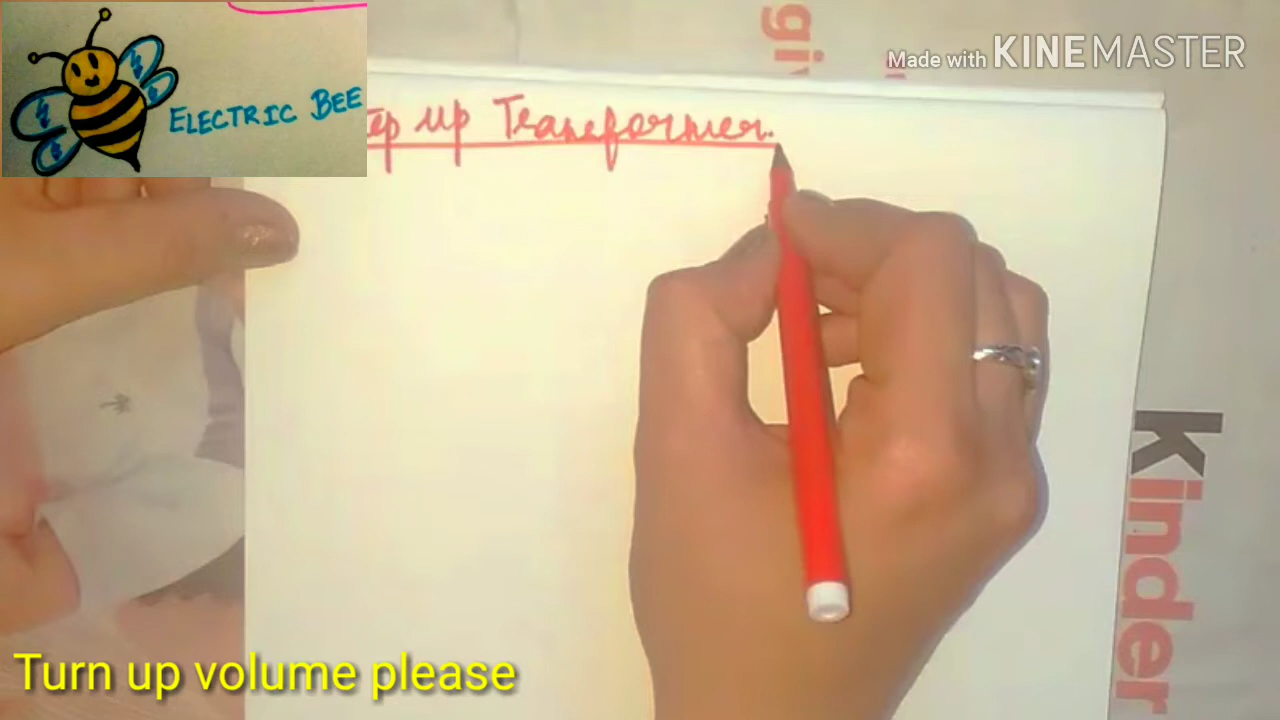 Made with KINEMASTER
ELECTRIC BEE
up Transformer.
Kinder
Turn up volume please